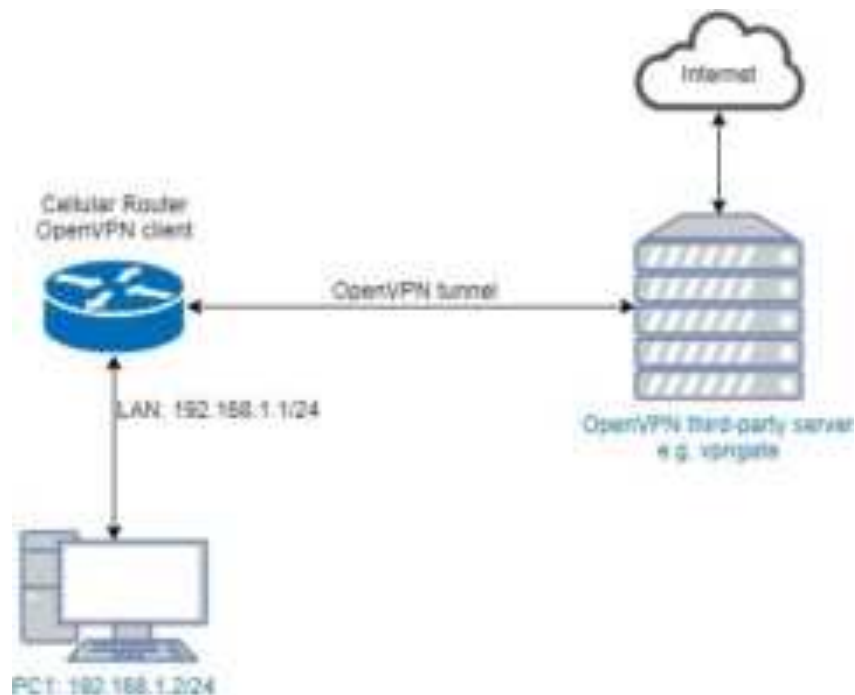 Internet
Cellular Router
OpenVPN client
OpenVPN tunnel
LAN: 192.168.1.1/24
OpenVPN third-party server
e.g. vpngate
PC1: 192.168.1.2/24